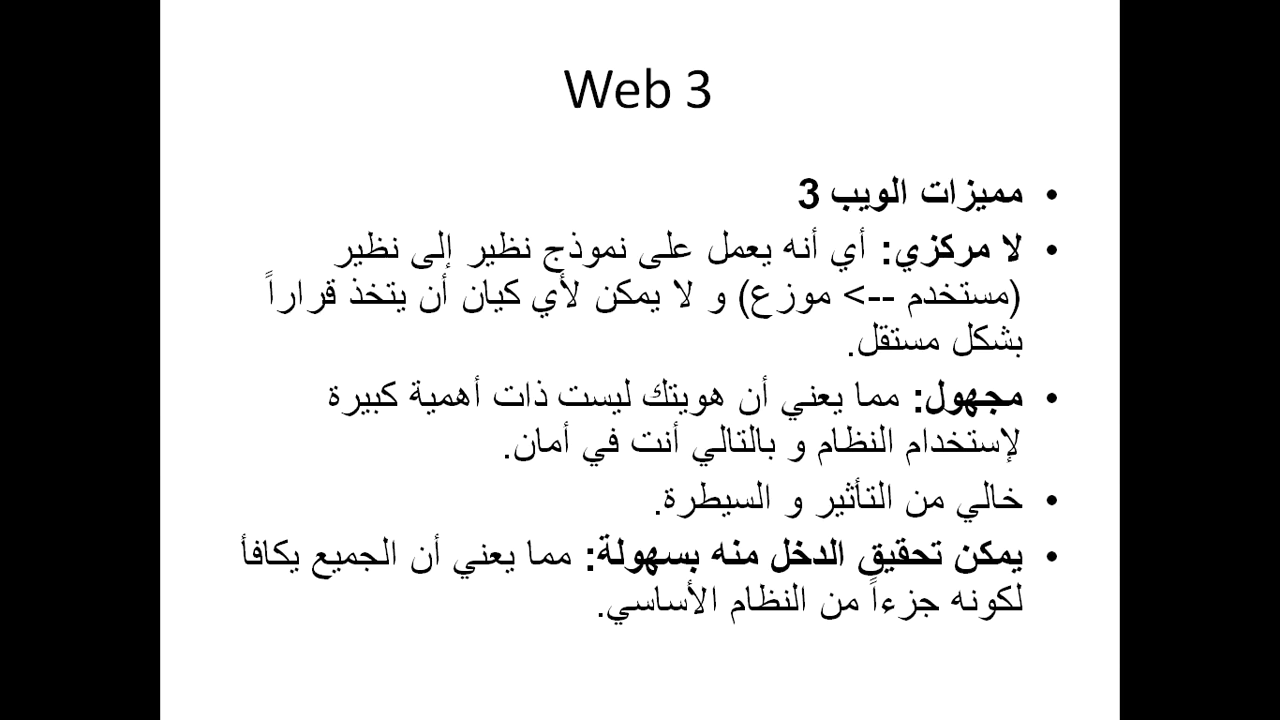 Web 3
• مميزات الويب 3
• لا مركزي: أي أنه يعمل على نموذج نظير إلى نظير
(مستخدم --> موزع) و لا يمكن لأي كيان أن يتخذ قراراً
بشكل مستقل.
• مجهول: مما يعني أن هويتك ليست ذات أهمية كبيرة
لإستخدام النظام و بالتالي أنت في أمان.
• خالي من التأثير و السيطرة.
• يمكن تحقيق الدخل منه بسهولة: مما يعني أن الجميع يكافأ
لكونه جزءاً من النظام الأساسي.